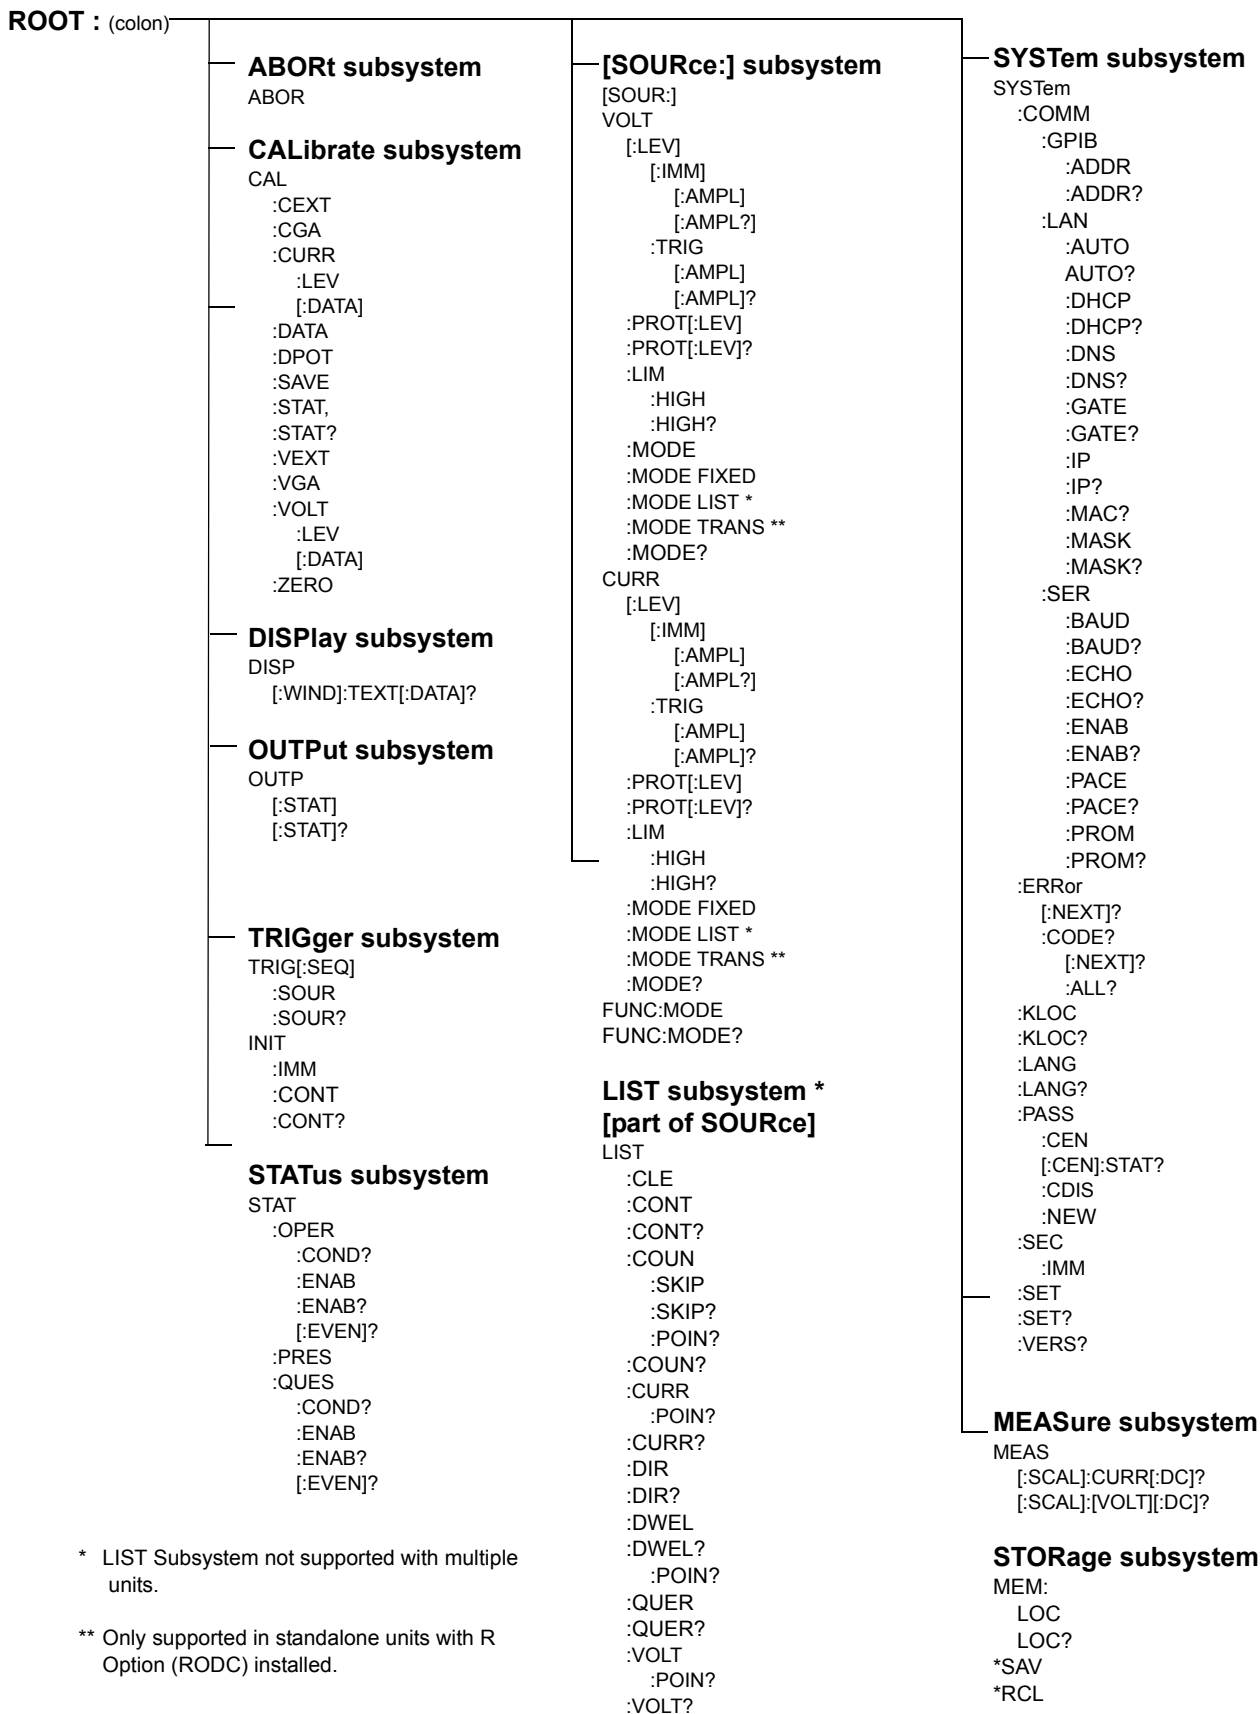 ROOT : (colon)
ABORt subsystem
ABOR
CALibrate subsystem
CAL
:CEXT
:CGA
:CURR
:LEV
[:DATA]
:DATA
:DPOT
:SAVE
:STAT,
:STAT?
:VEXT
:VGA
:VOLT
:LEV
[:DATA]
:ZERO
DISPlay subsystem
DISP
[:WIND]:TEXT[:DATA]?
OUTPut subsystem
OUTP
[:STAT]
[:STAT]?
TRIGger subsystem
TRIG[:SEQ]
:SOUR
:SOUR?
INIT
:IMM
:CONT
:CONT?
STATus subsystem
STAT
:OPER
:COND?
:ENAB
:ENAB?
[:EVEN]?
:PRES
:QUES
:COND?
:ENAB
:ENAB?
[:EVEN]?
* LIST Subsystem not supported with multiple
units.
** Only supported in standalone units with R
Option (RODC) installed.
[SOURce:] subsystem
[SOUR:]
VOLT
[:LEV]
[:IMM]
[:AMPL]
[:AMPL?]
:TRIG
[:AMPL]
[:AMPL]?
:PROT[:LEV]
:PROT[:LEV]?
:LIM
:HIGH
:HIGH?
:MODE
:MODE FIXED
:MODE LIST *
:MODE TRANS **
:MODE?
CURR
[:LEV]
[:IMM]
[:AMPL]
[:AMPL?]
:TRIG
[:AMPL]
[:AMPL]?
:PROT[:LEV]
:PROT[:LEV]?
:LIM
:HIGH
:HIGH?
:MODE FIXED
:MODE LIST *
:MODE TRANS **
:MODE?
FUNC:MODE
FUNC:MODE?
LIST subsystem *
[part of SOURce]
LIST
:CLE
:CONT
:CONT?
:COUN
:SKIP
:SKIP?
:POIN?
:COUN?
:CURR
:POIN?
:CURR?
:DIR
:DIR?
:DWEL
:DWEL?
:POIN?
:QUER
:QUER?
:VOLT
:POIN?
:VOLT?
SYSTem subsystem
SYSTem
:COMM
:GPIB
:ADDR
:ADDR?
:LAN
:AUTO
AUTO?
:DHCP
:DHCP?
:DNS
:DNS?
:GATE
:GATE?
:IP
:IP?
:MAC?
:MASK
:MASK?
:SER
:BAUD
:BAUD?
:ECHO
:ECHO?
:ENAB
:ENAB?
:PACE
:PACE?
:PROM
:PROM?
:ERRor
[:NEXT]?
:CODE?
[:NEXT]?
:ALL?
:KLOC
:KLOC?
:LANG
:LANG?
:PASS
:CEN
[:CEN]:STAT?
:CDIS
:NEW
:SEC
:IMM
:SET
:SET?
:VERS?
MEASure subsystem
MEAS
[:SCAL]:CURR[:DC]?
[:SCAL]:[VOLT][:DC]?
STORage subsystem
MEM:
LOC
LOC?
*SAV
*RCL